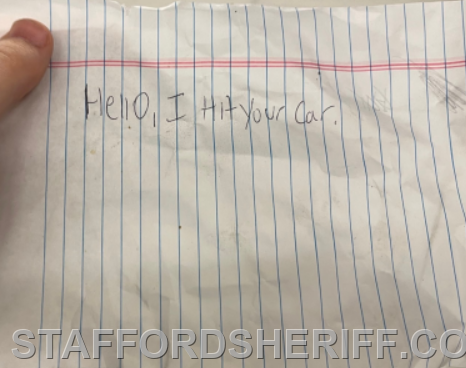 Hello, I Hit your car.
STAFFORDSHERIFF.CO